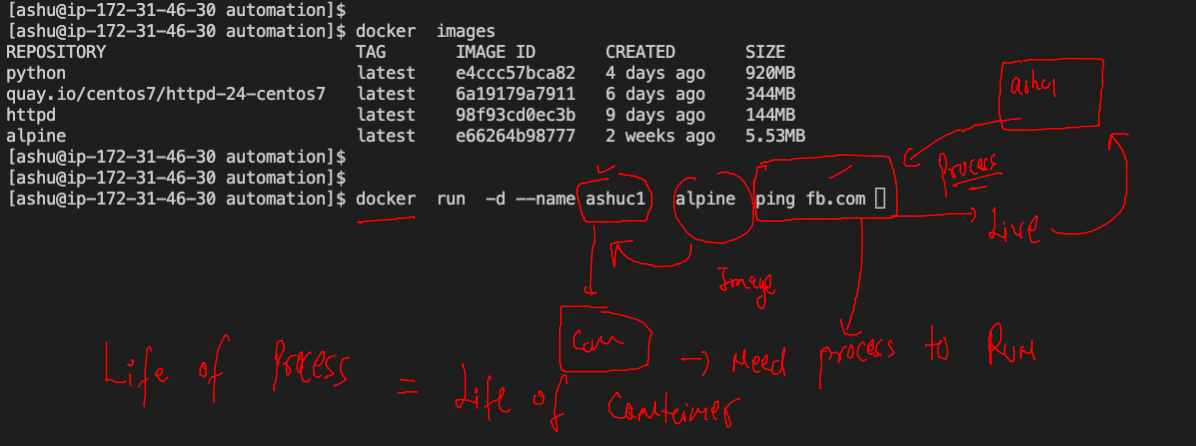 [ashu@ip-172-31-46-30 automation]$
[ashu@ip-172-31-46-30 automation]$ docker  images
REPOSITORY TAG IMAGE ID CREATED SIZE
python latest e4ccc57bca82 4 days ago 920MB
quay.io/centos7/httpd-24-centos7 latest 6a19179a7911 6 days ago 344MB
httpd latest 98f93cd0ec3b 9 days ago 144MB
alpine latest e66264b98777 2 weeks ago 5.53MB
[ashu@ip-172-31-46-30 automation]$
[ashu@ip-172-31-46-30 automation]$
[ashu@ip-172-31-46-30 automation]$ docker  run  -d --name ashuc1  alpine  ping fb.com
ashc1
Process
Live
Image
Con
→ Need process to Run
Life of Process = Life of Container